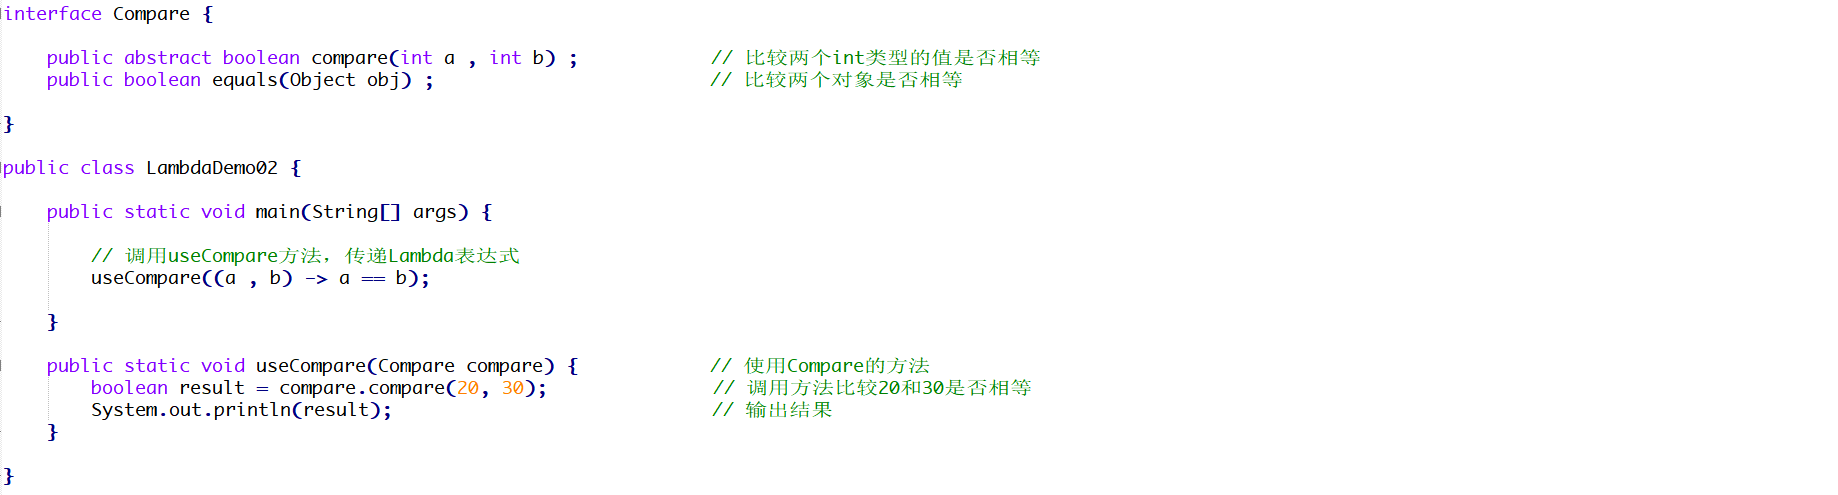 interface Compare {
public abstract boolean compare(int a , int b) ; // 比较两个int类型的值是否相等
public boolean equals(Object obj) ; // 比较两个对象是否相等
}
public class LambdaDemo02 {
public static void main(String[] args) {
// 调用useCompare方法，传递Lambda表达式
useCompare((a , b) -> a == b);
}
public static void useCompare(Compare compare) { // 使用Compare的方法
boolean result = compare.compare(20, 30); // 调用方法比较20和30是否相等
System.out.println(result); // 输出结果
}
}